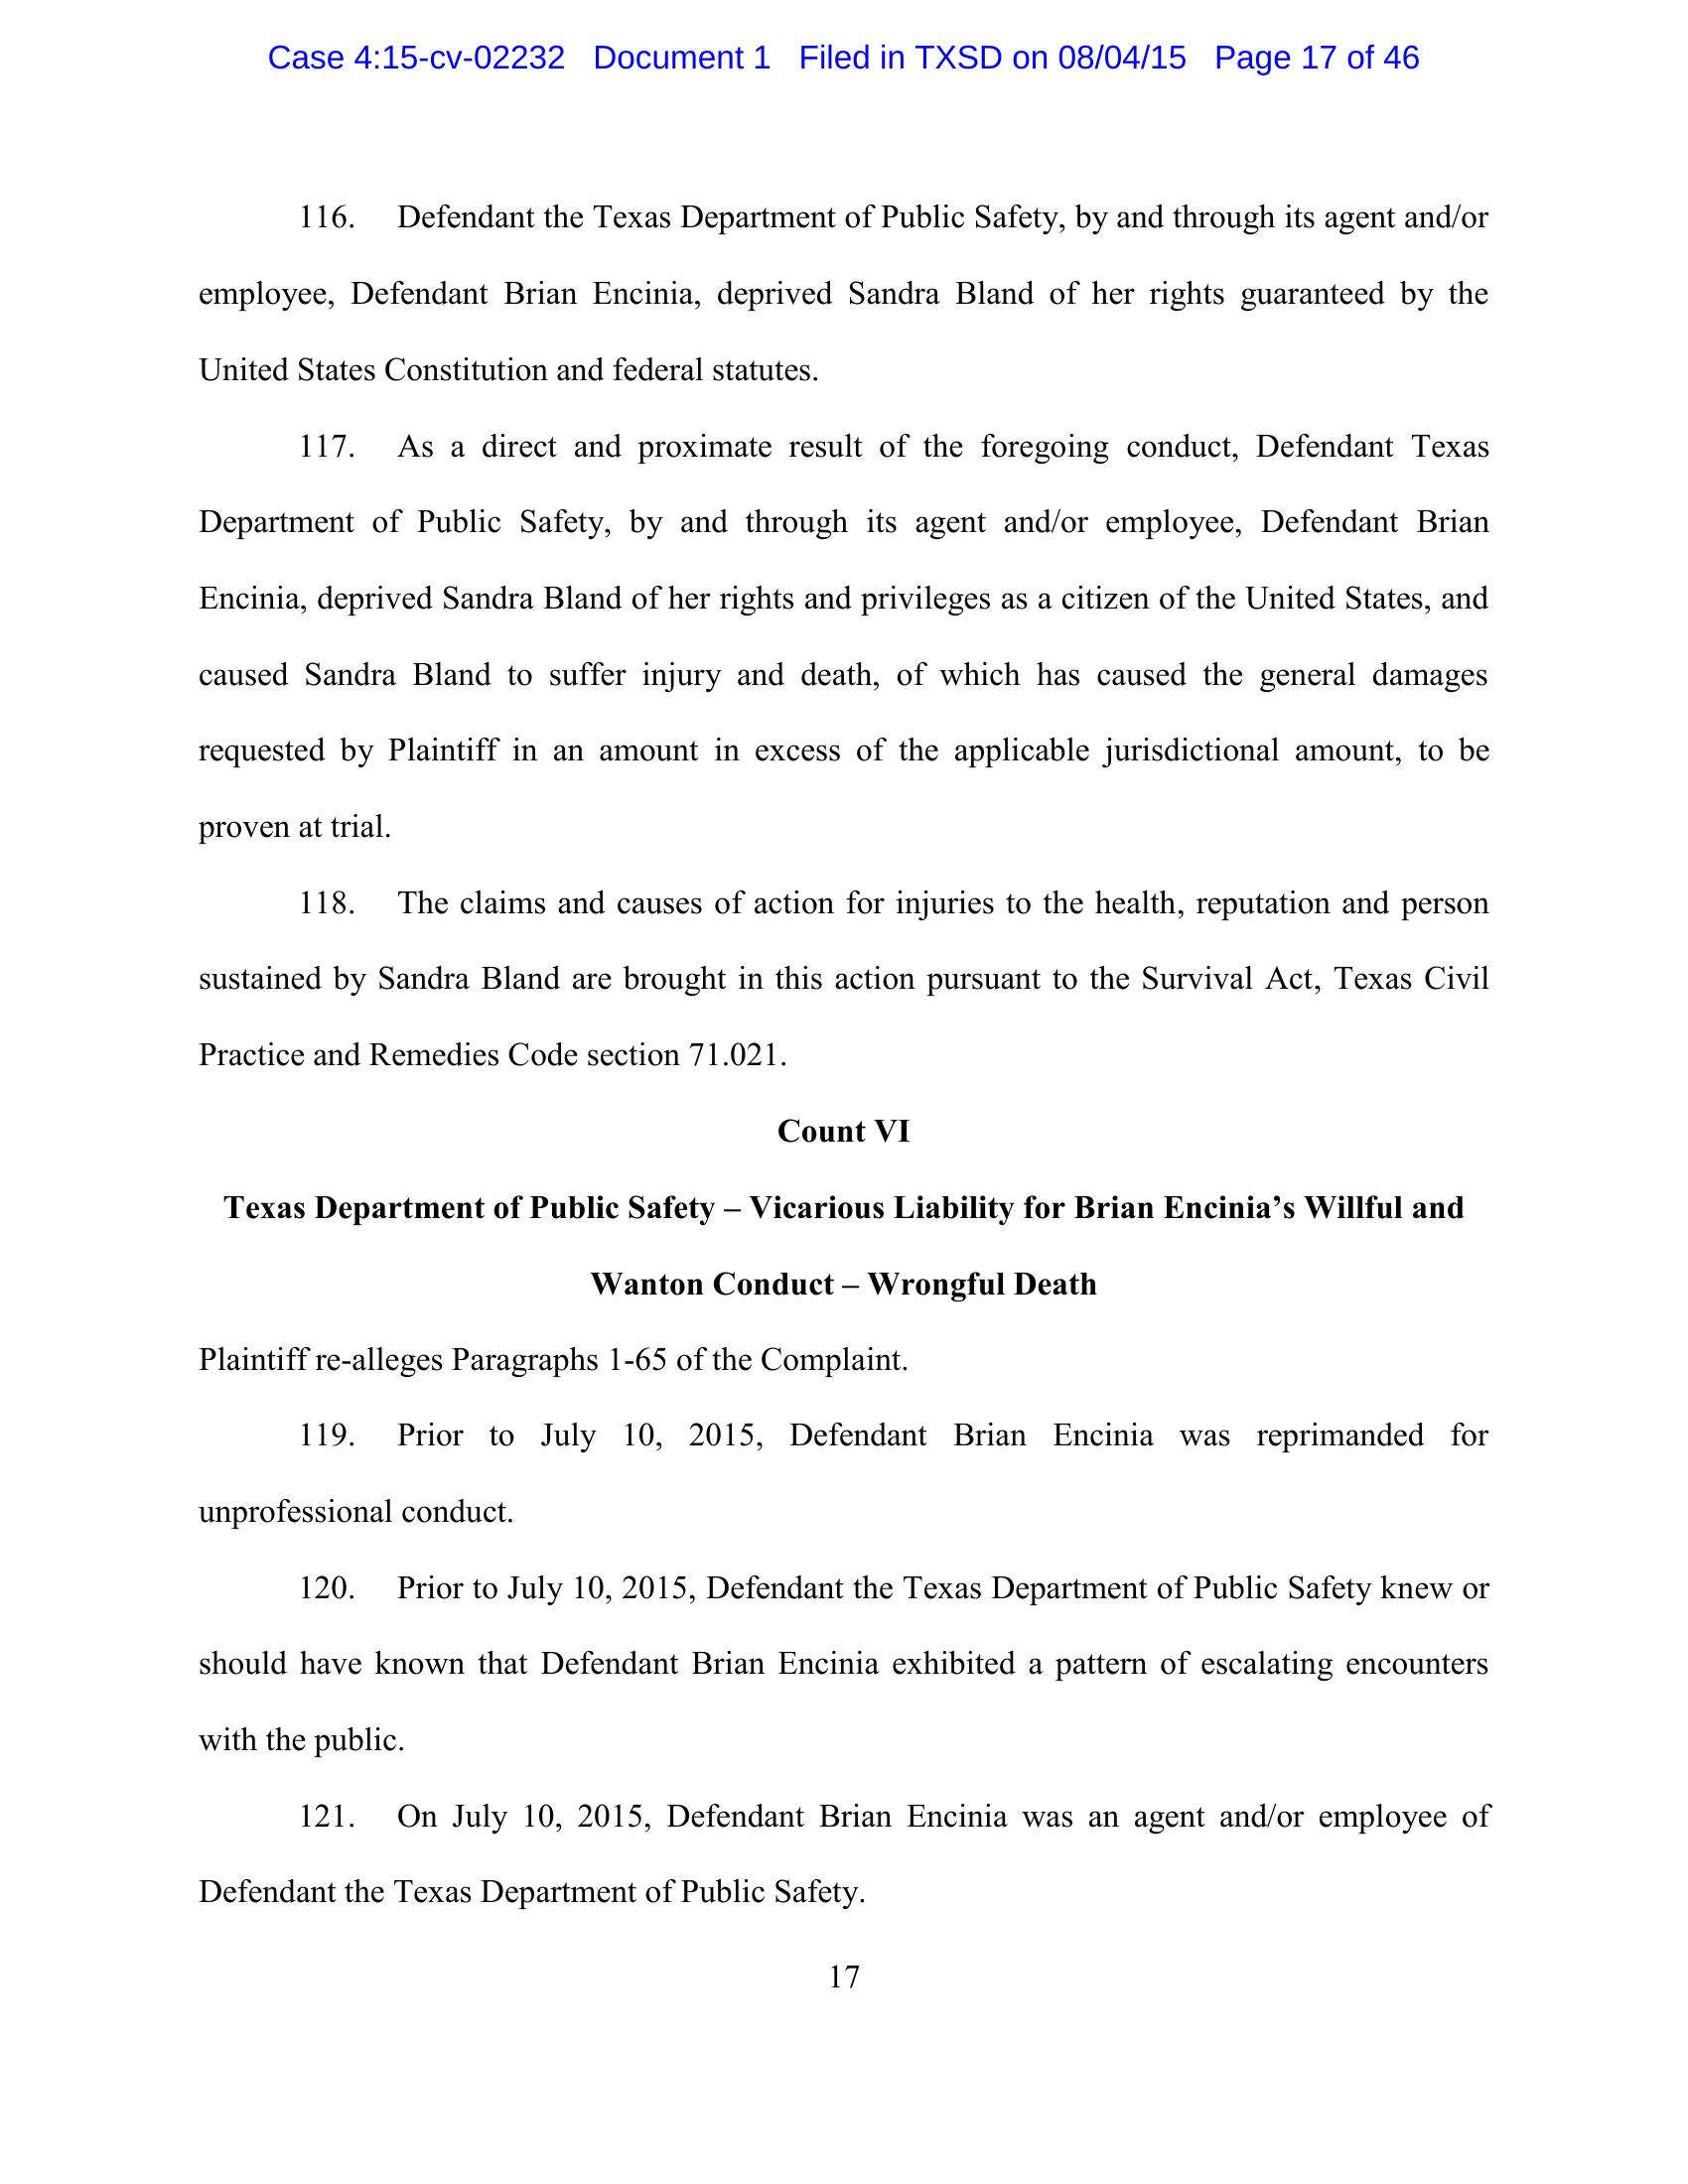 Case 4:15-cv-02232 Document 1 Filed in TXSD on 08/04/15 Page 17 of 46
116. Defendant the Texas Department of Public Safety, by and through its agent and/or
employee, Defendant Brian Encinia, deprived Sandra Bland of her rights guaranteed by the
United States Constitution and federal statutes.
117. As a direct and proximate result of the foregoing conduct, Defendant Texas
Department of Public Safety, by and through its agent and/or employee, Defendant Brian
Encinia, deprived Sandra Bland of her rights and privileges as a citizen of the United States, and
caused Sandra Bland to suffer injury and death, of which has caused the general damages
requested by Plaintiff in an amount in excess of the applicable jurisdictional amount, to be
proven at trial.
118. The claims and causes of action for injuries to the health, reputation and person
sustained by Sandra Bland are brought in this action pursuant to the Survival Act, Texas Civil
Practice and Remedies Code section 71.021.
Count VI
Texas Department of Public Safety – Vicarious Liability for Brian Encinia’s Willful and
Wanton Conduct – Wrongful Death
Plaintiff re-alleges Paragraphs 1-65 of the Complaint.
119. Prior to July 10, 2015, Defendant Brian Encinia was reprimanded for
unprofessional conduct.
120. Prior to July 10, 2015, Defendant the Texas Department of Public Safety knew or
should have known that Defendant Brian Encinia exhibited a pattern of escalating encounters
with the public.
121. On July 10, 2015, Defendant Brian Encinia was an agent and/or employee of
Defendant the Texas Department of Public Safety.
17